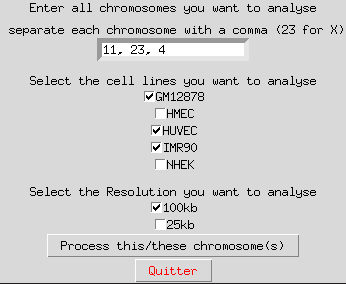 Enter all chromosomes you want to analyse
separate each chromosome with a comma (23 for X)
11, 23, 4
Select the cell lines you want to analyse
GM12878
HMEC
HUVEC
IMR90
NHEK
Select the Resolution you want to analyse
100kb
25kb
Process this/these chromosome(s)
Quitter